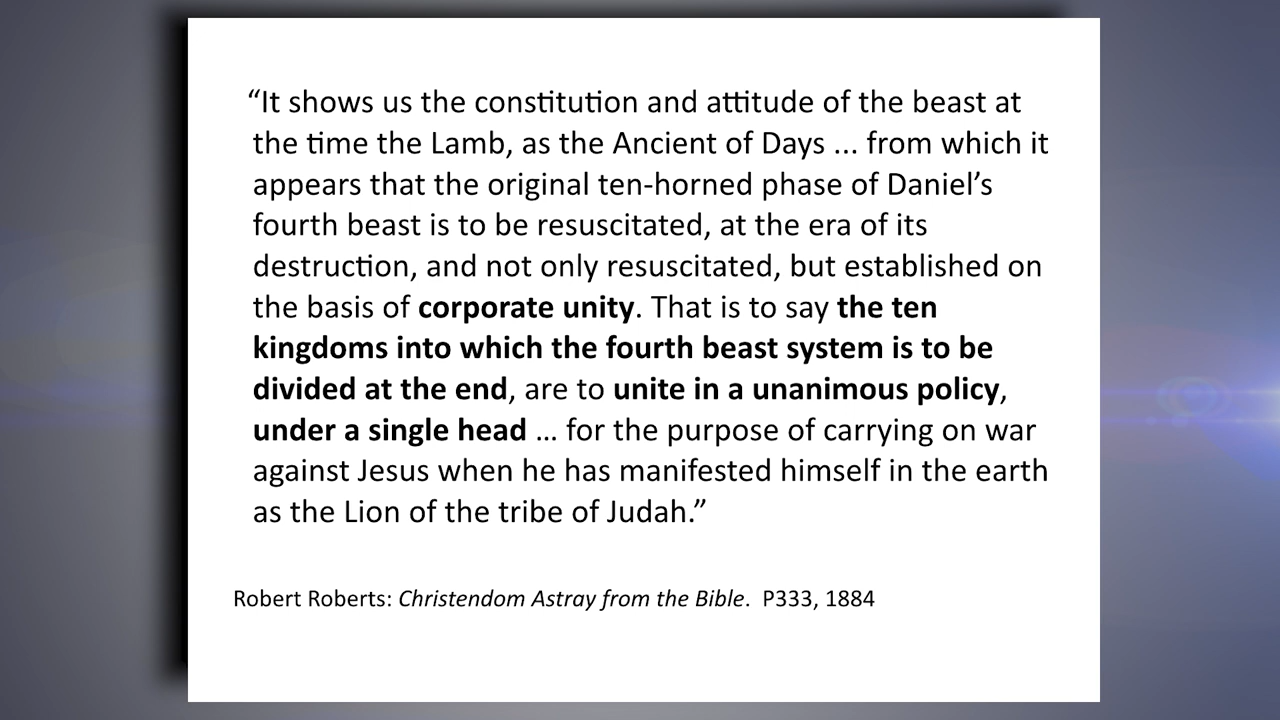 “It shows us the constitution and attitude of the beast at
the time the Lamb, as the Ancient of Days ... from which it
appears that the original ten-horned phase of Daniel’s
fourth beast is to be resuscitated, at the era of its
destruction, and not only resuscitated, but established on
the basis of corporate unity. That is to say the ten
kingdoms into which the fourth beast system is to be
divided at the end, are to unite in a unanimous policy,
under a single head … for the purpose of carrying on war
against Jesus when he has manifested himself in the earth
as the Lion of the tribe of Judah.”
Robert Roberts: Christendom Astray from the Bible. P333, 1884